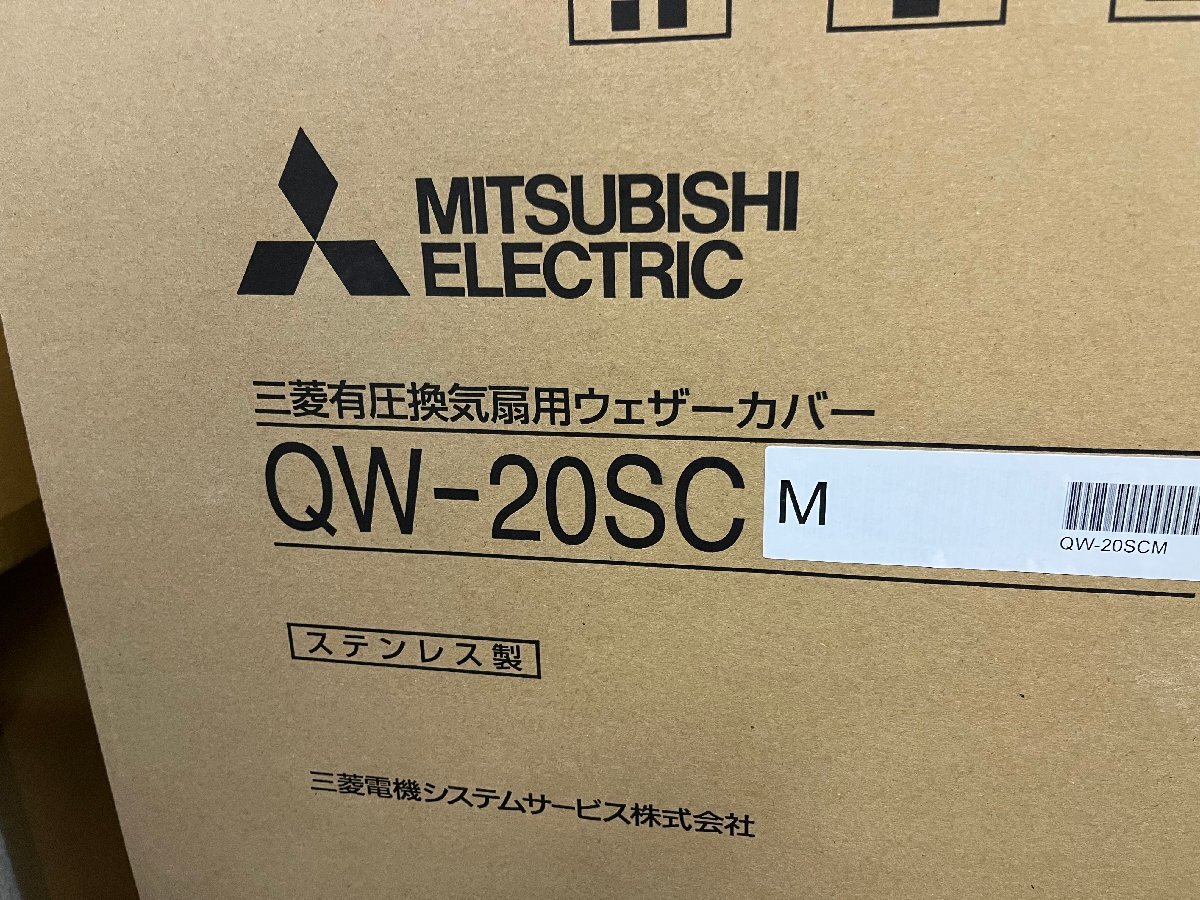 MITSUBISHI
ELECTRIC
三菱有圧換気扇用ウェザーカバー
QW-20SC M
QW-20SCM
ステンレス製
三菱電機システムサービス株式会社